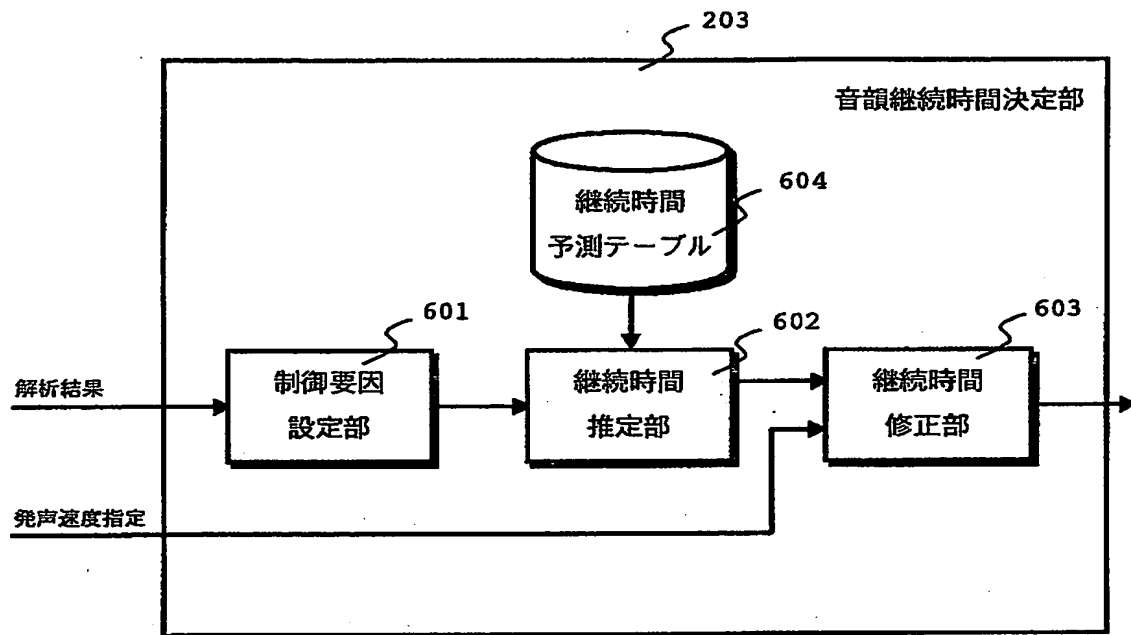 203
音韻継続時間決定部
継続時間
予測テーブル
604
601
602
603
解析結果
制御要因
設定部
継続時間
推定部
継続時間
修正部
発声速度指定